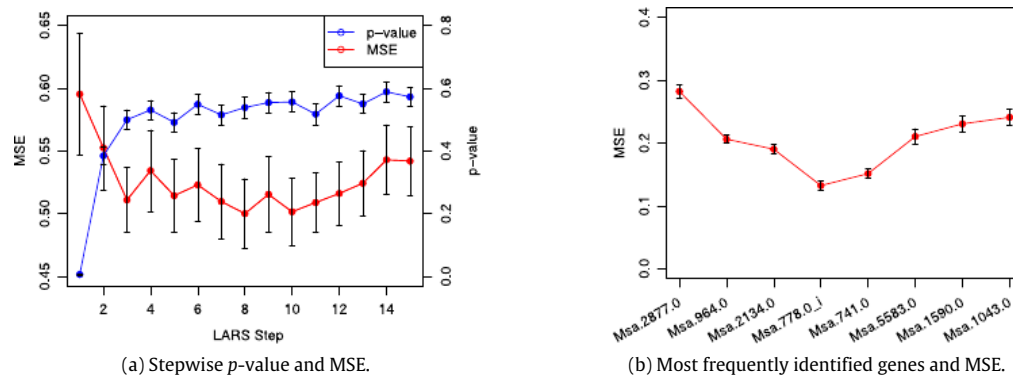 p-value
MSE
0.65
0.60
0.55
0.50
0.45
MSE
0.8
0.6
0.4
0.2
0.0
p-value
2 4 6 8 10 12 14
LARS Step
(a) Stepwise p-value and MSE.
0.4
0.3
0.2
0.1
0.0
MSE
Msa.2877.0
Msa.964.0
Msa.2134.0
Msa.778.0_i
Msa.741.0
Msa.5583.0
Msa.1590.0
Msa.1043.0
(b) Most frequently identified genes and MSE.